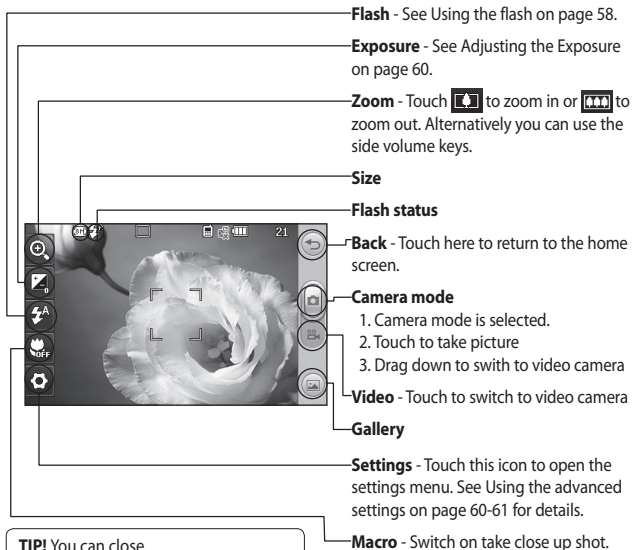 Flash - See Using the flash on page 58.
Exposure - See Adjusting the Exposure
on page 60.
Zoom - Touch to zoom in or to
zoom out. Alternatively you can use the
side volume keys.
Size
Flash status
Back - Touch here to return to the home
screen.
Camera mode
1. Camera mode is selected.
2. Touch to take picture
3. Drag down to swith to video camera
Video - Touch to switch to video camera
Gallery
Settings - Touch this icon to open the
settings menu. See Using the advanced
settings on page 60-61 for details.
Macro - Switch on take close up shot.
21
0
A
OFF
TIP! You can close